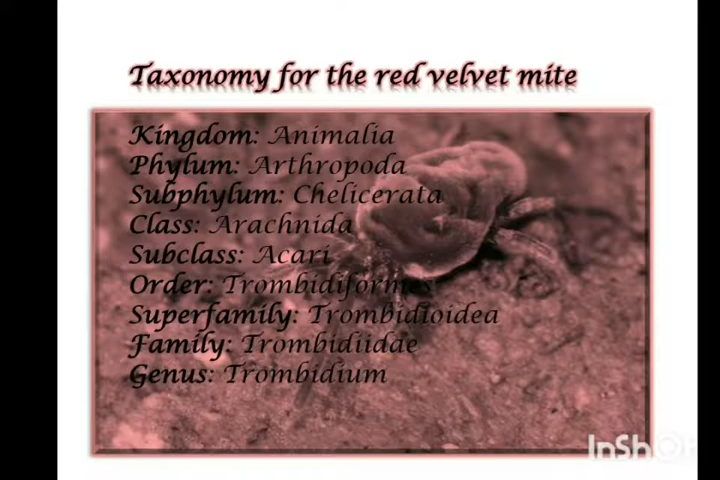 Taxonomy for the red velvet mite
Kingdom: Animalia
Phylum: Arthropoda
Subphylum: Chelicerata
Class: Arachnida
Subclass: Acari
Order: Trombidiformes
Superfamily: Trombidioidea
Family: Trombidiidae
Genus: Trombidium
InShOt